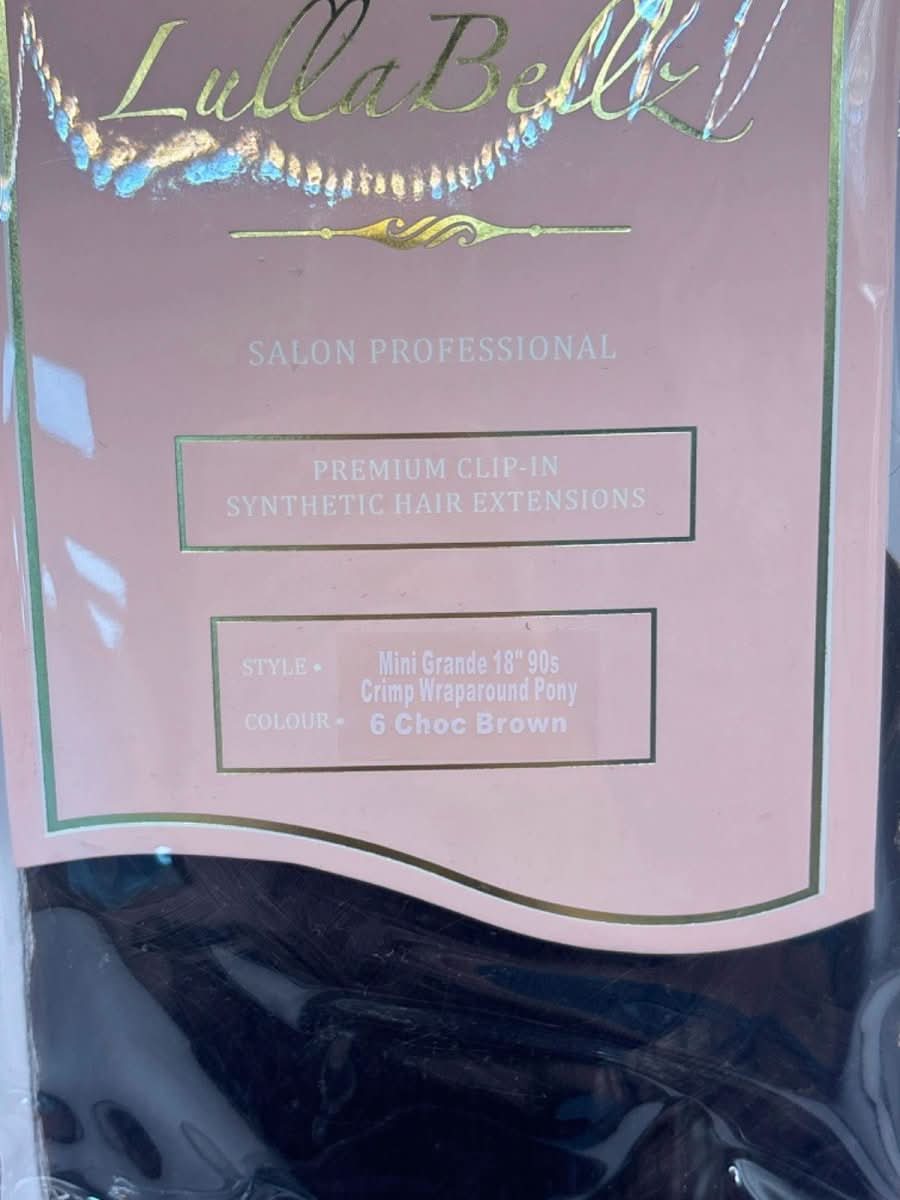 LullaBellz
SALON PROFESSIONAL
PREMIUM CLIP-IN
SYNTHETIC HAIR EXTENSIONS
STYLE • Mini Grande 18" 90s
Crimp Wraparound Pony
COLOUR • 6 Choc Brown